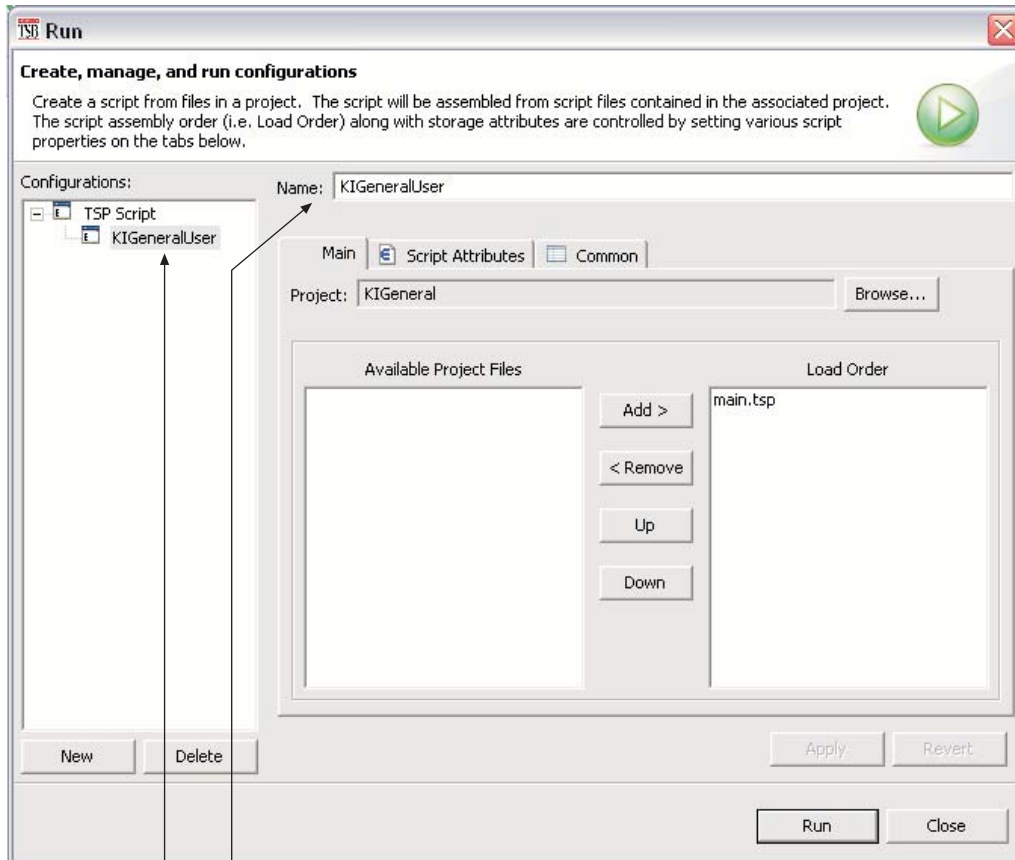 TSB Run
Create, manage, and run configurations
Create a script from files in a project. The script will be assembled from script files contained in the associated project.
The script assembly order (i.e. Load Order) along with storage attributes are controlled by setting various script
properties on the tabs below.
Configurations:
TSP Script
KIGeneralUser
Name: KIGeneralUser
Main Script Attributes Common
Project: KIGeneral Browse...
Available Project Files Load Order
main.tsp
Add >
< Remove
Up
Down
New Delete
Apply Revert
Run Close